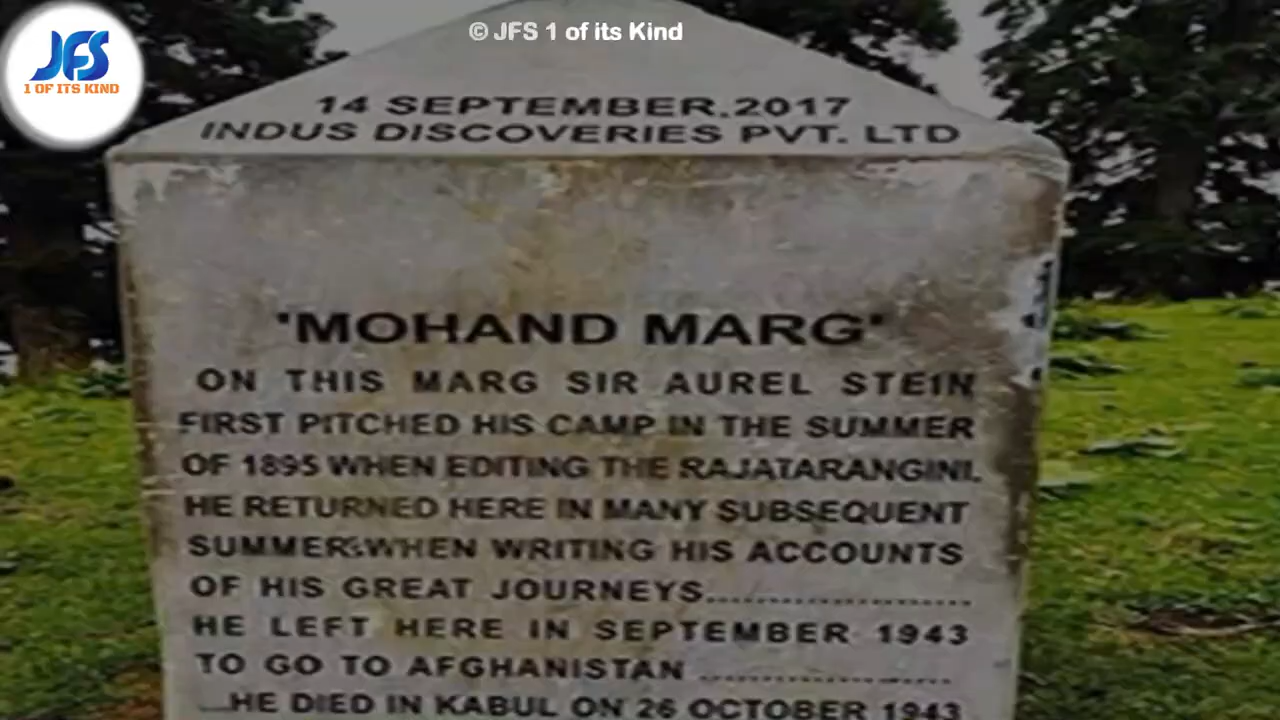 © JFS 1 of its Kind
JFS
1 OF ITS KIND
14 SEPTEMBER,2017
INDUS DISCOVERIES PVT. LTD
'MOHAND MARG'
ON THIS MARG SIR AUREL STEIN
FIRST PITCHED HIS CAMP IN THE SUMMER
OF 1895 WHEN EDITING THE RAJATARANGINI.
HE RETURNED HERE IN MANY SUBSEQUENT
SUMMERS WHEN WRITING HIS ACCOUNTS
OF HIS GREAT JOURNEYS......................
HE LEFT HERE IN SEPTEMBER 1943
TO GO TO AFGHANISTAN .....................
....HE DIED IN KABUL ON 26 OCTOBER 1943